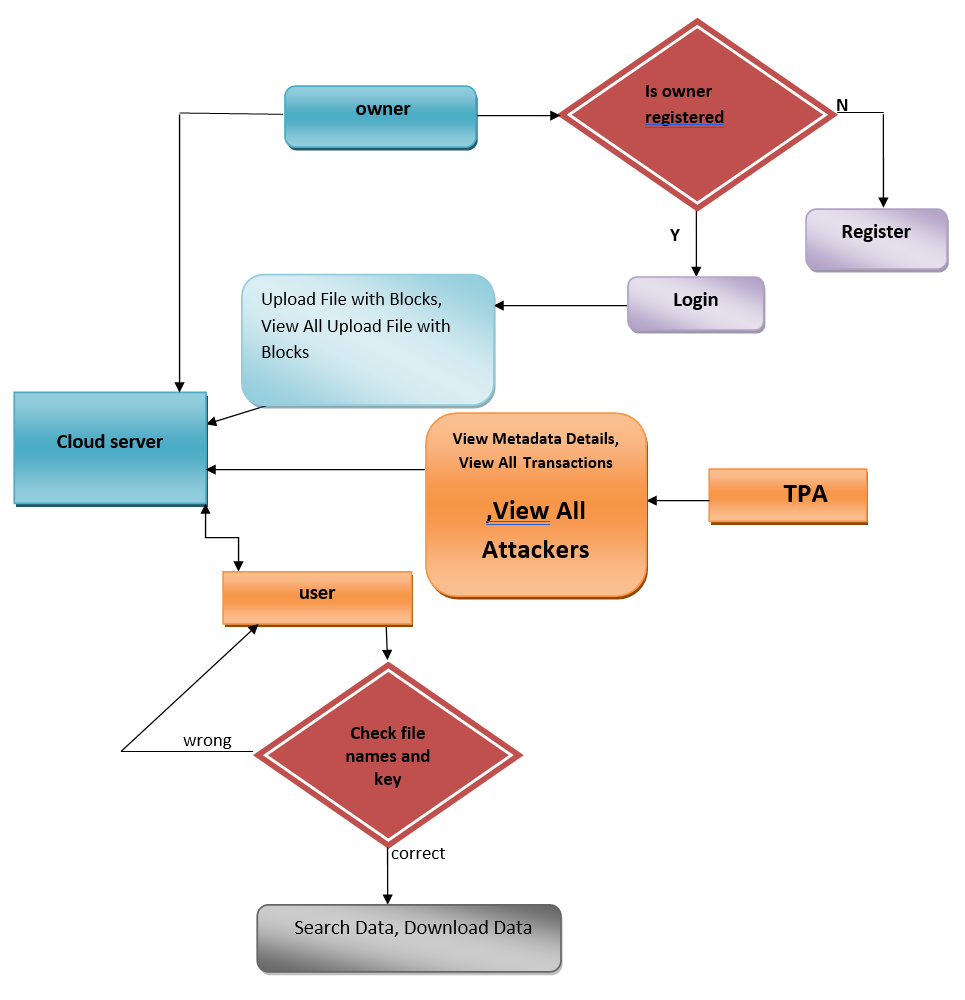 owner
Is owner
registered
N
Y
Register
Login
Upload File with Blocks,
View All Upload File with
Blocks
Cloud server
View Metadata Details,
View All Transactions
,View All
Attackers
TPA
user
Check file
names and
key
wrong
correct
Search Data, Download Data